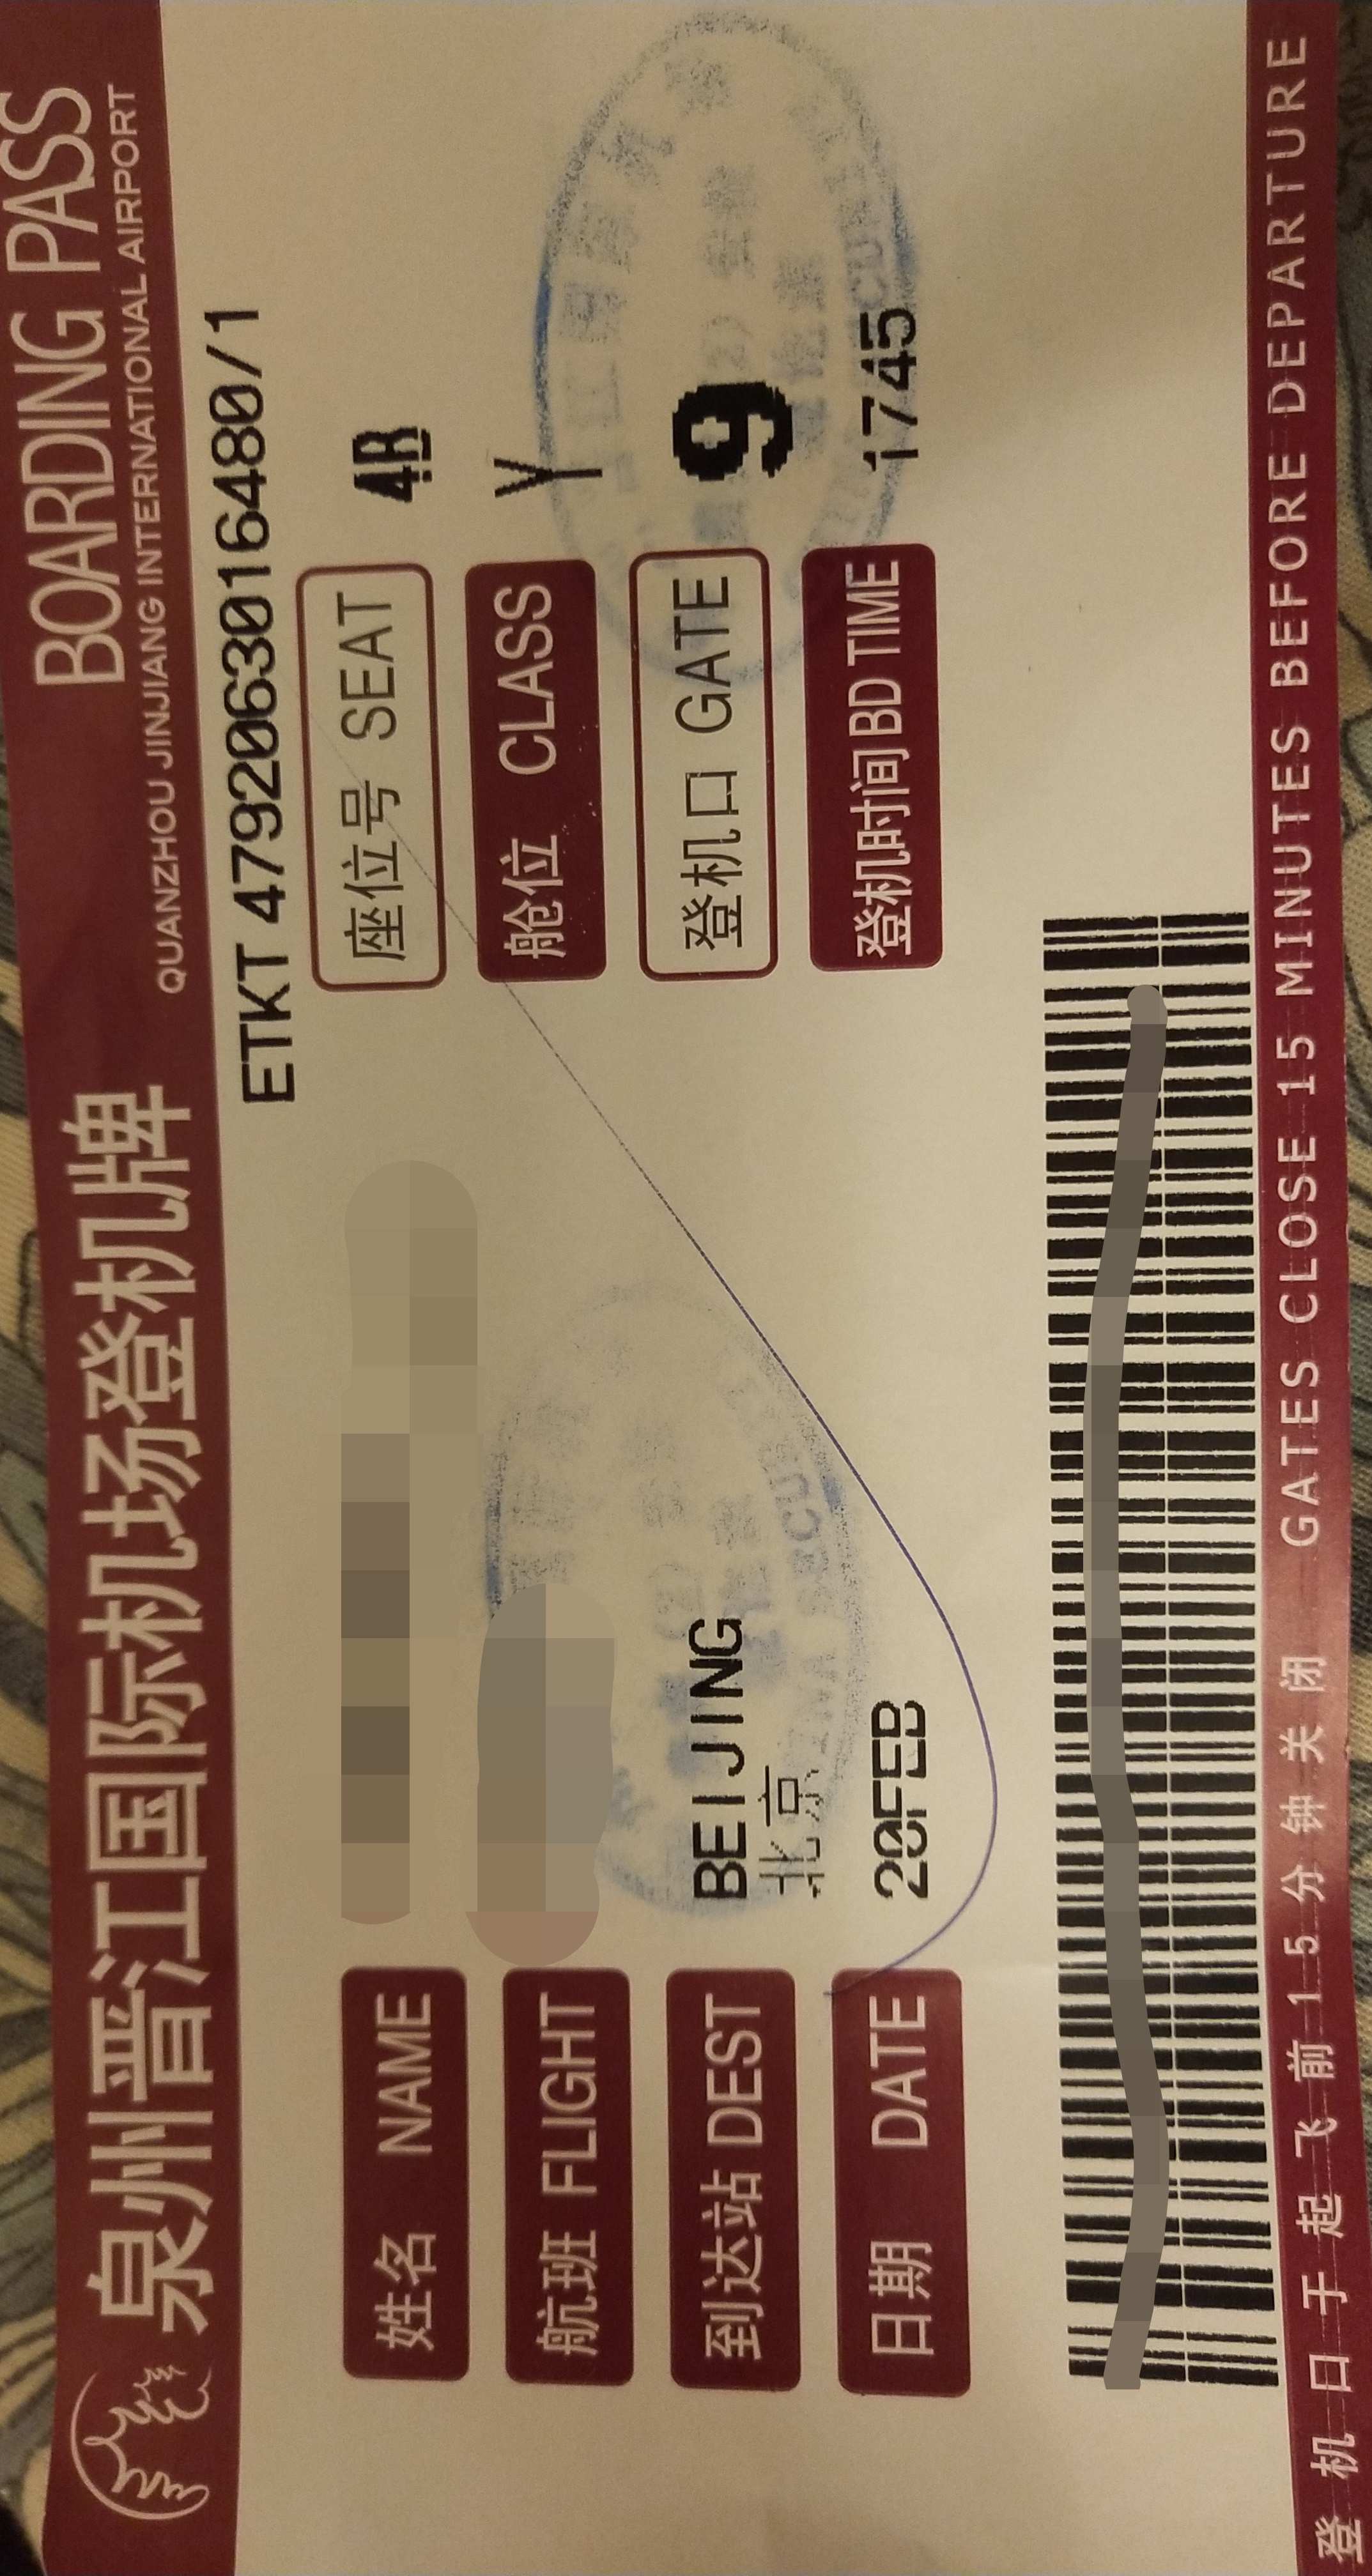 泉州晋江国际机场登机牌 BOARDING PASS
QUANZHOU JINJIANG INTERNATIONAL AIRPORT
ETKT 4792063016480/1
姓名 NAME
座位号 SEAT
航班 FLIGHT
舱位 CLASS Y
到达站 DEST BEIJING
北京
登机口 GATE 9
日期 DATE 20FEB
登机时间 BD TIME 1745
登机口于起飞前15分钟关闭 GATES CLOSE 15 MINUTES BEFORE DEPARTURE